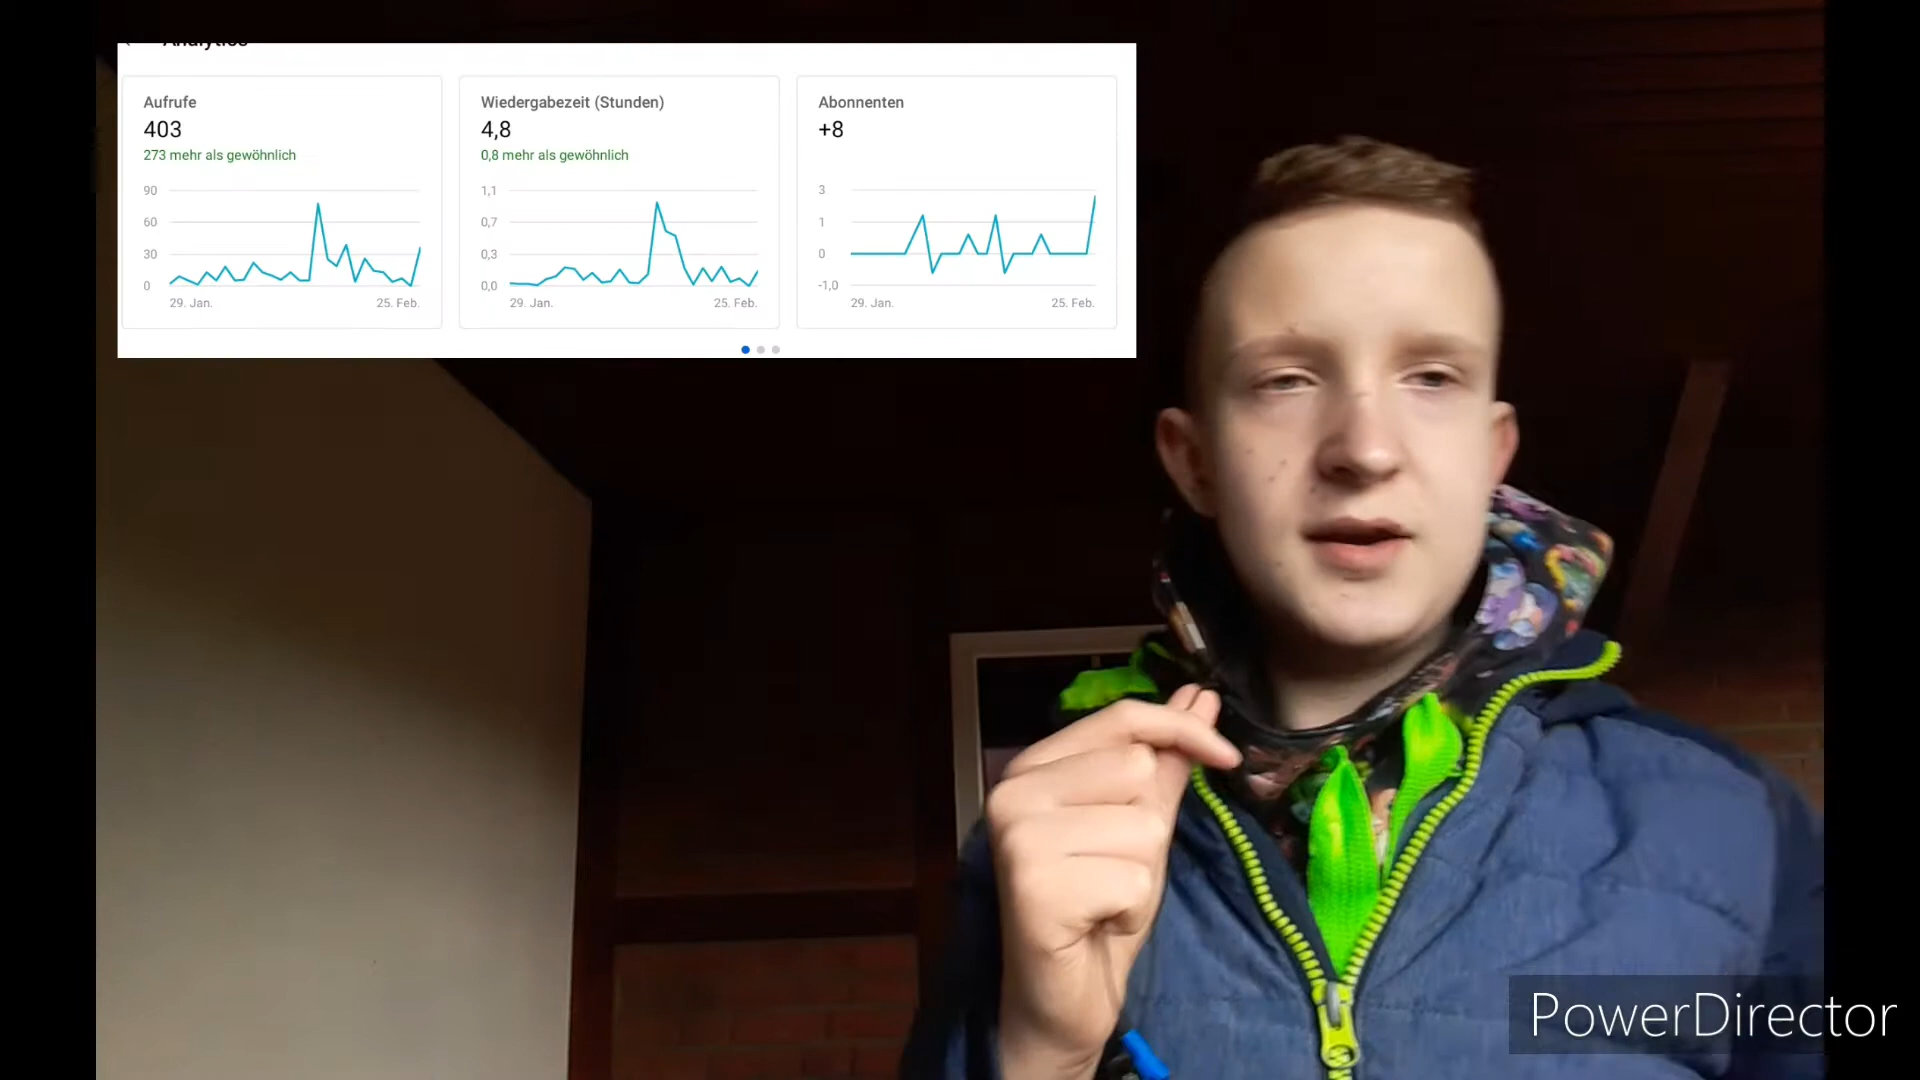 Analytics
Aufrufe
403
273 mehr als gewöhnlich
90
60
30
0
29. Jan.
25. Feb.
Wiedergabezeit (Stunden)
4,8
0,8 mehr als gewöhnlich
1,1
0,7
0,3
0,0
29. Jan.
25. Feb.
Abonnenten
+8
3
1
0
-1,0
29. Jan.
25. Feb.
PowerDirector